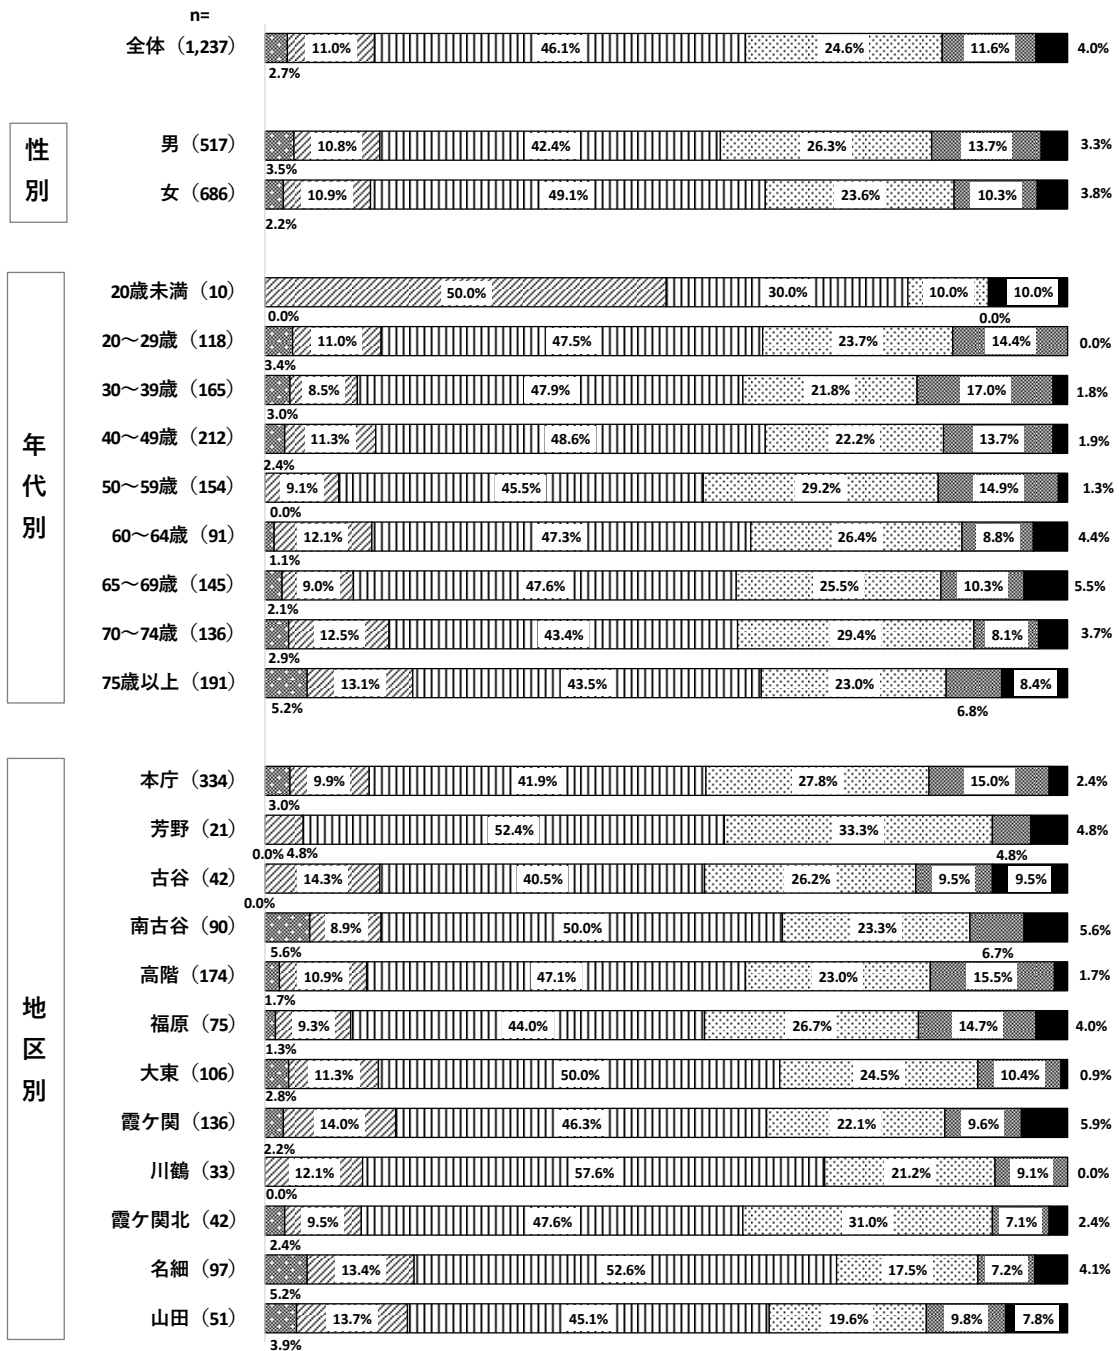 n=
全体（1,237） 11.0% 46.1% 24.6% 11.6% 4.0%
2.7%
性別
男（517） 10.8% 42.4% 26.3% 13.7% 3.3%
3.5%
女（686） 10.9% 49.1% 23.6% 10.3% 3.8%
2.2%
年代別
20歳未満（10） 50.0% 30.0% 10.0% 10.0%
0.0% 0.0%
20～29歳（118） 11.0% 47.5% 23.7% 14.4% 0.0%
3.4%
30～39歳（165） 8.5% 47.9% 21.8% 17.0% 1.8%
3.0%
40～49歳（212） 11.3% 48.6% 22.2% 13.7% 1.9%
2.4%
50～59歳（154） 9.1% 45.5% 29.2% 14.9% 1.3%
0.0%
60～64歳（91） 12.1% 47.3% 26.4% 8.8% 4.4%
1.1%
65～69歳（145） 9.0% 47.6% 25.5% 10.3% 5.5%
2.1%
70～74歳（136） 12.5% 43.4% 29.4% 8.1% 3.7%
2.9%
75歳以上（191） 13.1% 43.5% 23.0% 8.4%
5.2% 6.8%
地区別
本庁（334） 9.9% 41.9% 27.8% 15.0% 2.4%
3.0%
芳野（21） 52.4% 33.3% 4.8%
0.0% 4.8% 4.8%
古谷（42） 14.3% 40.5% 26.2% 9.5% 9.5%
0.0%
南古谷（90） 8.9% 50.0% 23.3% 5.6%
5.6% 6.7%
高階（174） 10.9% 47.1% 23.0% 15.5% 1.7%
1.7%
福原（75） 9.3% 44.0% 26.7% 14.7% 4.0%
1.3%
大東（106） 11.3% 50.0% 24.5% 10.4% 0.9%
2.8%
霞ケ関（136） 14.0% 46.3% 22.1% 9.6% 5.9%
2.2%
川鶴（33） 12.1% 57.6% 21.2% 9.1% 0.0%
0.0%
霞ケ関北（42） 9.5% 47.6% 31.0% 7.1% 2.4%
2.4%
名細（97） 13.4% 52.6% 17.5% 7.2% 4.1%
5.2%
山田（51） 13.7% 45.1% 19.6% 9.8% 7.8%
3.9%